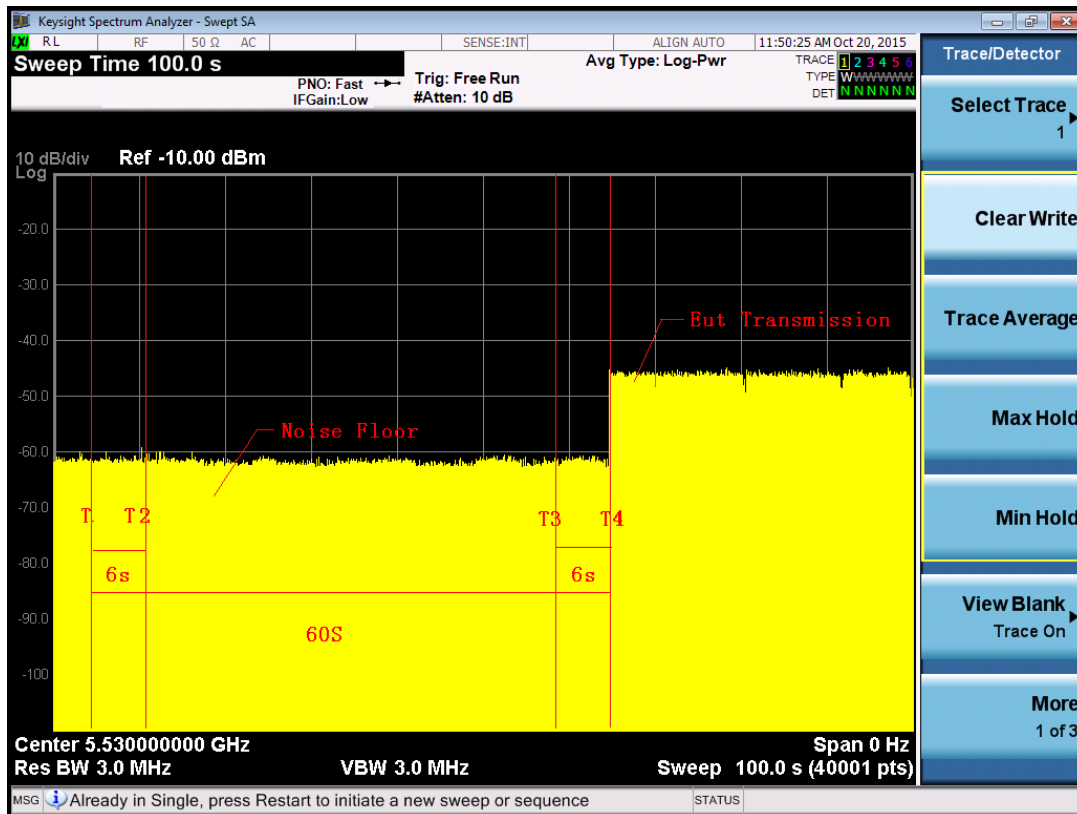 Keysight Spectrum Analyzer - Swept SA
LXI RL RF 50 Ω AC SENSE:INT ALIGN AUTO 11:50:25 AM Oct 20, 2015
Sweep Time 100.0 s
PNO: Fast
IFGain:Low
Trig: Free Run
#Atten: 10 dB
Avg Type: Log-Pwr
TRACE 1 2 3 4 5 6
TYPE WWWWWW
DET N N N N N N
10 dB/div Ref -10.00 dBm
Log
-20.0
-30.0
-40.0
-50.0
-60.0
-70.0
-80.0
-90.0
-100
Eut Transmission
Noise Floor
T. T2 T3 T4
6s 6s
60S
Center 5.530000000 GHz Span 0 Hz
Res BW 3.0 MHz VBW 3.0 MHz Sweep 100.0 s (40001 pts)
MSG Already in Single, press Restart to initiate a new sweep or sequence STATUS
Trace/Detector
Select Trace
1
Clear Write
Trace Average
Max Hold
Min Hold
View Blank
Trace On
More
1 of 3